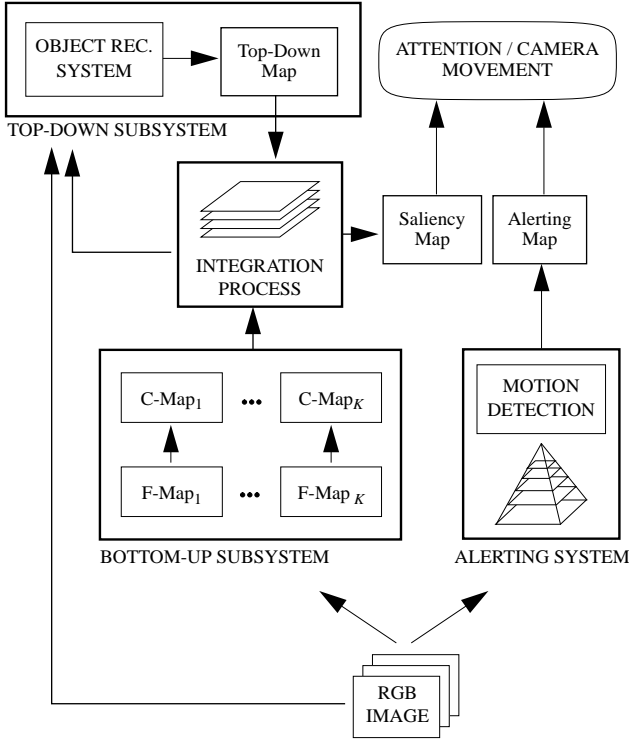 OBJECT REC.
SYSTEM
Top-Down
Map
ATTENTION / CAMERA
MOVEMENT
TOP-DOWN SUBSYSTEM
INTEGRATION
PROCESS
Saliency
Map
Alerting
Map
C-Map1 ••• C-MapK
F-Map1 ••• F-Map K
BOTTOM-UP SUBSYSTEM
MOTION
DETECTION
ALERTING SYSTEM
RGB
IMAGE